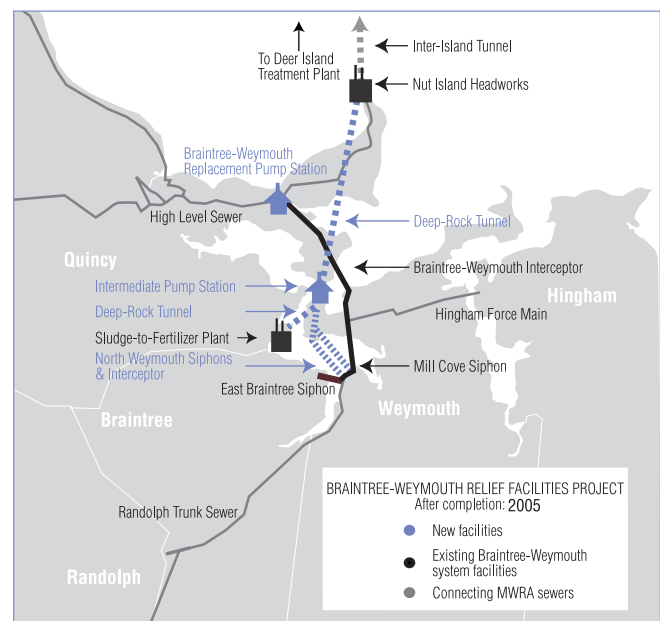 To Deer Island
Treatment Plant
Inter-Island Tunnel
Nut Island Headworks
Braintree-Weymouth
Replacement Pump Station
High Level Sewer
Deep-Rock Tunnel
Quincy
Braintree-Weymouth Interceptor
Intermediate Pump Station
Hingham
Deep-Rock Tunnel
Hingham Force Main
Sludge-to-Fertilizer Plant
North Weymouth Siphons
& Interceptor
Mill Cove Siphon
East Braintree Siphon
Weymouth
Braintree
Randolph Trunk Sewer
Randolph
BRAINTREE-WEYMOUTH RELIEF FACILITIES PROJECT
After completion: 2005
New facilities
Existing Braintree-Weymouth
system facilities
Connecting MWRA sewers